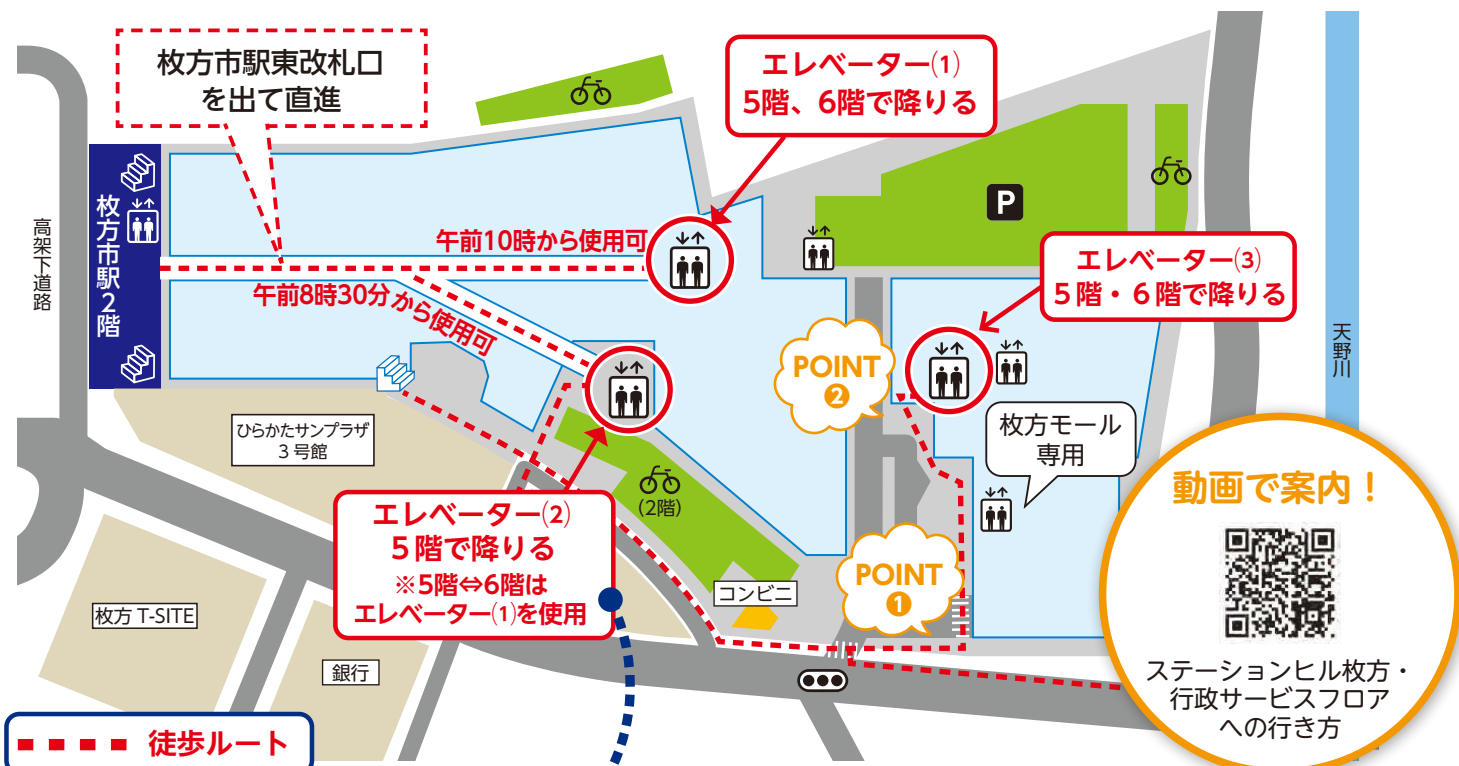 枚方市駅東改札口
を出て直進
エレベーター(1)
5階、6階で降りる
P
枚方市駅2階
高架下道路
午前10時から使用可
午前8時30分から使用可
エレベーター(3)
5階・6階で降りる
天野川
POINT
2
枚方モール
専用
ひらかたサンプラザ
3号館
(2階)
エレベーター(2)
5階で降りる
※5階⇔6階は
エレベーター(1)を使用
POINT
1
コンビニ
枚方 T-SITE
銀行
動画で案内!
ステーションヒル枚方・
行政サービスフロア
への行き方
徒歩ルート